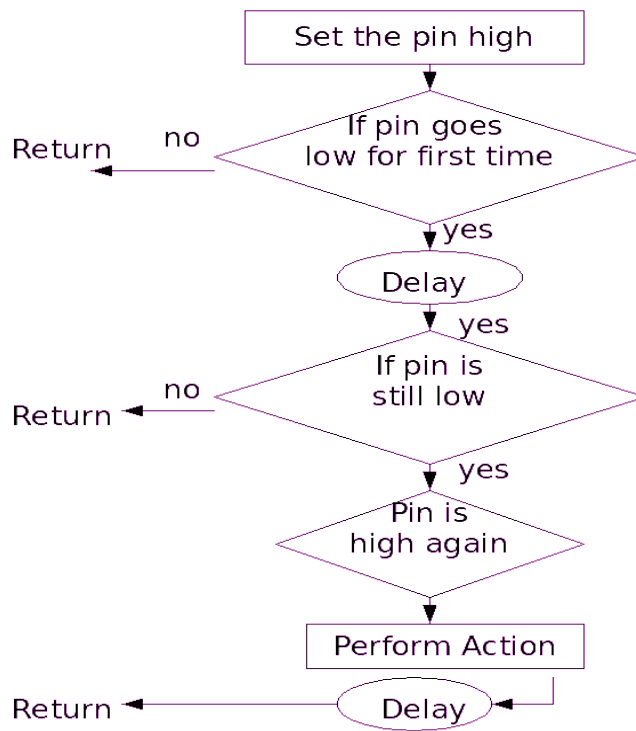 Set the pin high
If pin goes
low for first time
no
Return
yes
Delay
yes
If pin is
still low
no
Return
yes
Pin is
high again
Perform Action
Delay
Return